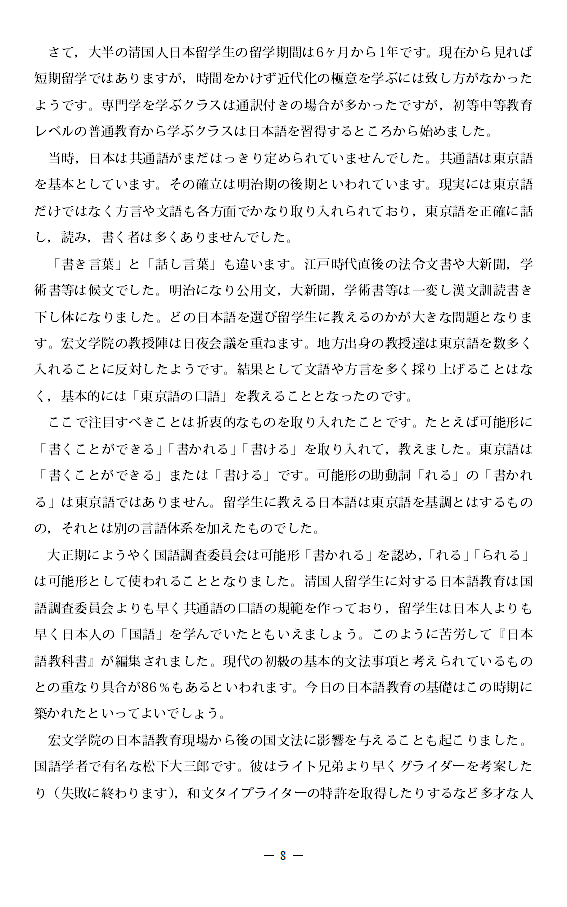 さて，大半の清国人日本留学生の留学期間は6ヶ月から1年です。現在から見れば
短期留学ではありますが，時間をかけず近代化の極意を学ぶには致し方がなかった
ようです。専門学を学ぶクラスは通訳付きの場合が多かったですが，初等中等教育
レベルの普通教育から学ぶクラスは日本語を習得するところから始めました。
当時，日本は共通語がまだはっきり定められていませんでした。共通語は東京語
を基本としています。その確立は明治期の後期といわれています。現実には東京語
だけではなく方言や文語も各方面でかなり取り入れられており，東京語を正確に話
し，読み，書く者は多くありませんでした。
「書き言葉」と「話し言葉」も違います。江戸時代直後の法令文書や大新聞，学
術書等は候文でした。明治になり公用文，大新聞，学術書等は一変し漢文訓読書き
下し体になりました。どの日本語を選び留学生に教えるのかが大きな問題となりま
す。宏文学院の教授陣は日夜会議を重ねます。地方出身の教授達は東京語を数多く
入れることに反対したようです。結果として文語や方言を多く採り上げることはな
く，基本的には「東京語の口語」を教えることとなったのです。
ここで注目すべきことは折衷的なものを取り入れたことです。たとえば可能形に
「書くことができる」「書かれる」「書ける」を取り入れて，教えました。東京語は
「書くことができる」または「書ける」です。可能形の助動詞「れる」の「書かれ
る」は東京語ではありません。留学生に教える日本語は東京語を基調とはするもの
の，それとは別の言語体系を加えたものでした。
大正期にようやく国語調査委員会は可能形「書かれる」を認め，「れる」「られる」
は可能形として使われることとなりました。清国人留学生に対する日本語教育は国
語調査委員会よりも早く共通語の口語の規範を作っており，留学生は日本人よりも
早く日本人の「国語」を学んでいたともいえましょう。このように苦労して『日本
語教科書』が編集されました。現代の初級の基本的文法事項と考えられているもの
との重なり具合が86％もあるといわれます。今日の日本語教育の基礎はこの時期に
築かれたといってよいでしょう。
宏文学院の日本語教育現場から後の国文法に影響を与えることも起こりました。
国語学者で有名な松下大三郎です。彼はライト兄弟より早くグライダーを考案した
り（失敗に終わります），和文タイプライターの特許を取得したりするなど多才な人
― 8 ―